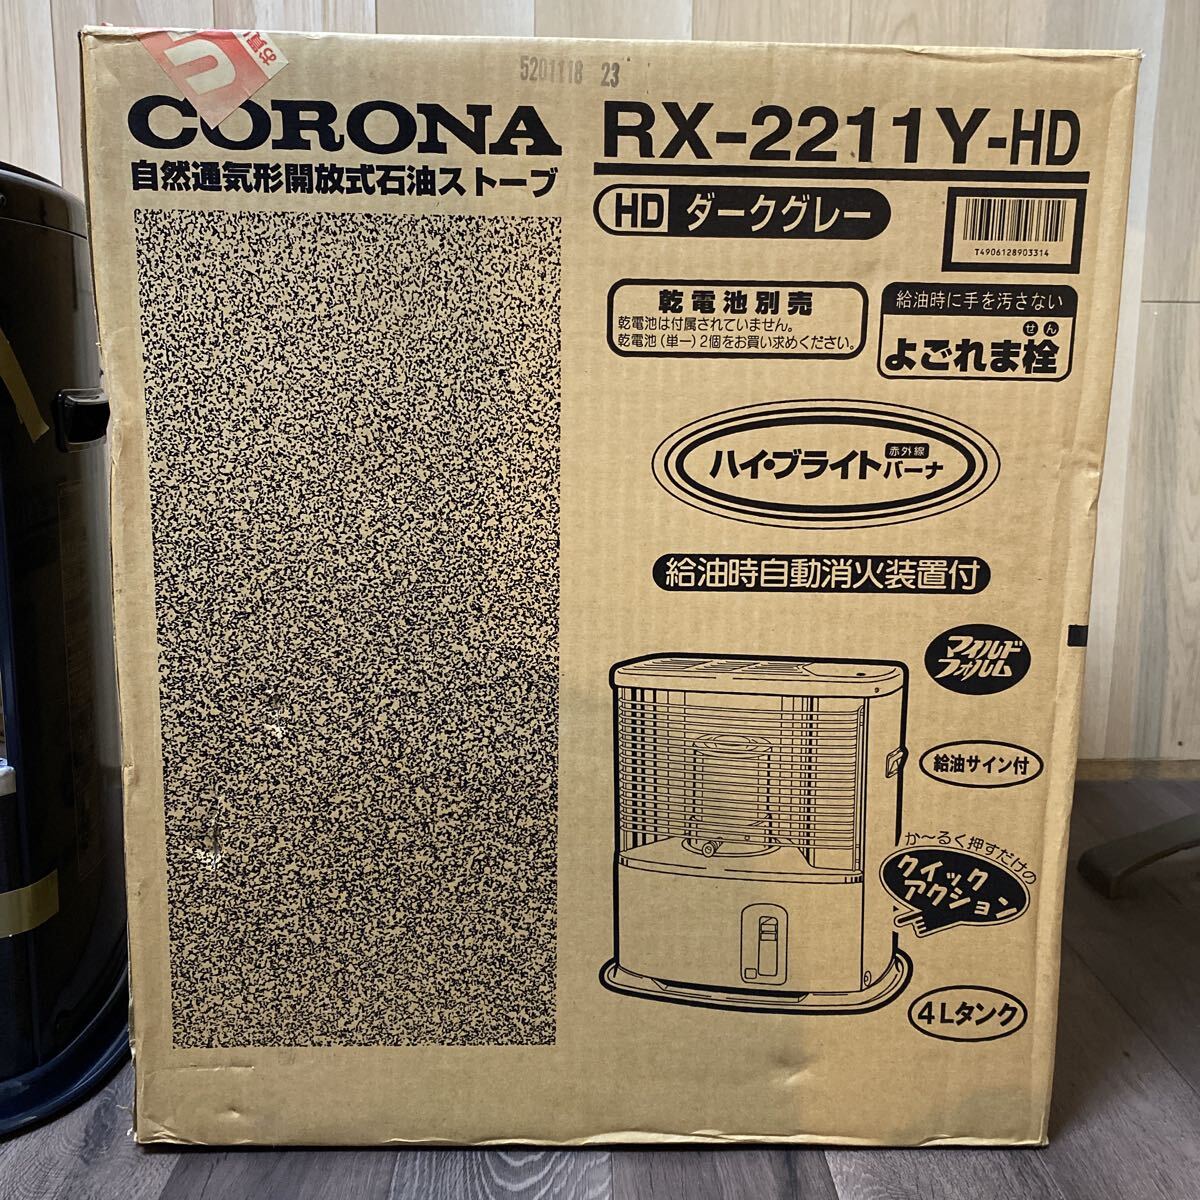 5201118 23
CORONA
自然通気形開放式石油ストーブ
RX-2211Y-HD
HD ダークグレー
T4906128903314
乾電池別売
乾電池は付属されていません。
乾電池(単一)2個をお買い求めください。
給油時に手を汚さない
せん
よごれま栓
赤外線
ハイ・ブライトバーナ
給油時自動消火装置付
マイルド
フォルム
給油サイン付
か〜るく押すだけの
クイック
アクション
4Lタンク